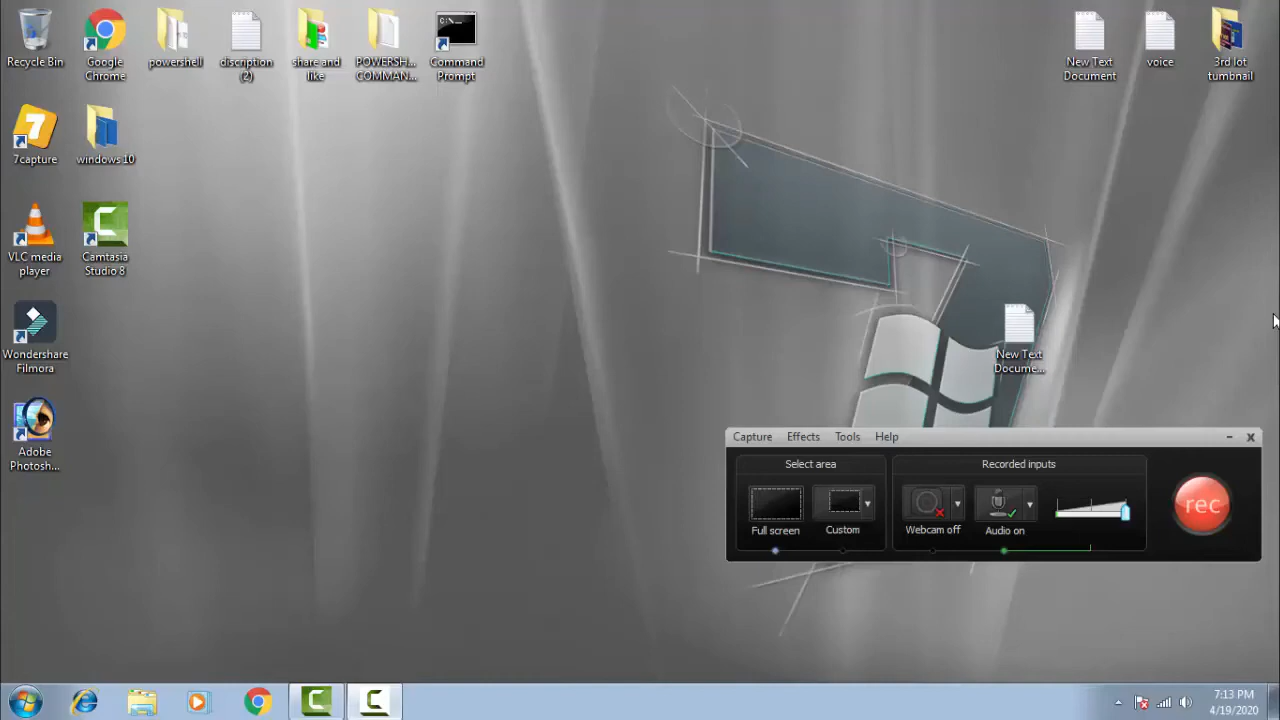 Recycle Bin
Google
Chrome
powershell
discription
(2)
share and
like
POWERSH...
COMMAN...
C:\...
Command
Prompt
New Text
Document
voice
3rd lot
tumbnail
7
7capture
windows 10
VLC media
player
C
Camtasia
Studio 8
Wondershare
Filmora
New Text
Docume...
Adobe
Photosh...
Capture Effects Tools Help
Select area
Recorded inputs
Full screen
Custom
Webcam off
Audio on
rec
7:13 PM
4/19/2020